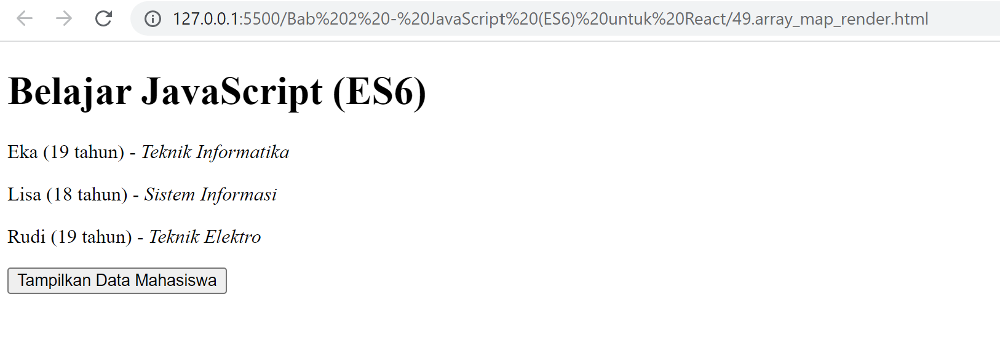 127.0.0.1:5500/Bab%202%20-%20JavaScript%20(ES6)%20untuk%20React/49.array_map_render.html
Belajar JavaScript (ES6)
Eka (19 tahun) - Teknik Informatika
Lisa (18 tahun) - Sistem Informasi
Rudi (19 tahun) - Teknik Elektro
Tampilkan Data Mahasiswa